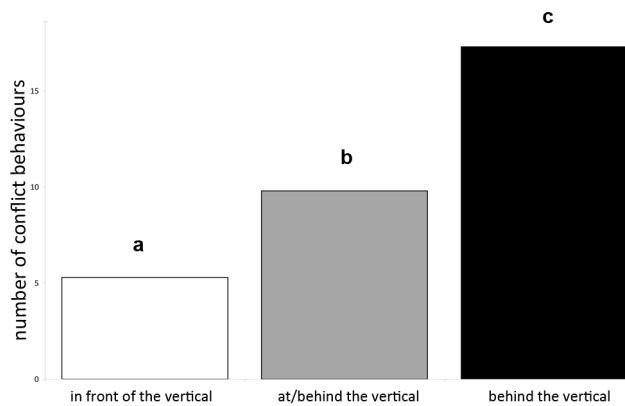 number of conflict behaviours
15
10
5
0
a
b
c
in front of the vertical
at/behind the vertical
behind the vertical